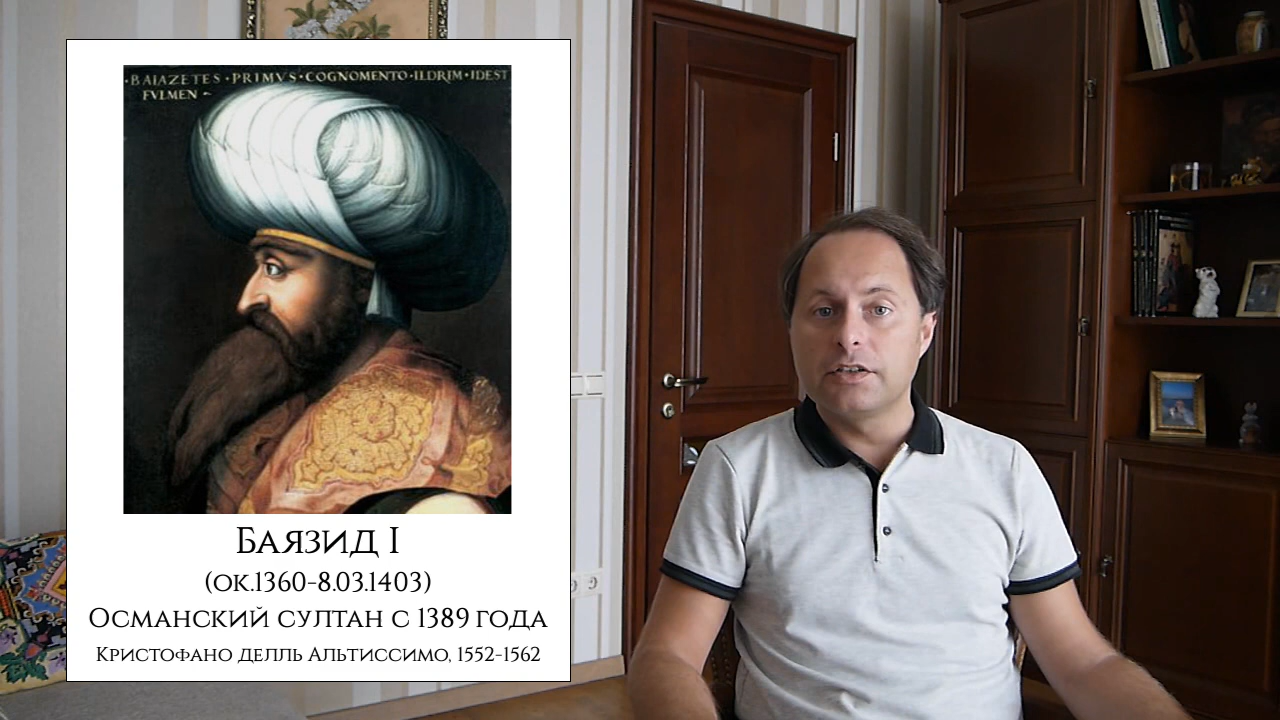 ·BAIAZETES·PRIMVS·COGNOMENTO·ILDRIM·IDEST
FVLMEN
Баязид I
(ок.1360-8.03.1403)
Османский султан с 1389 года
Кристофано делль Альтиссимо, 1552-1562